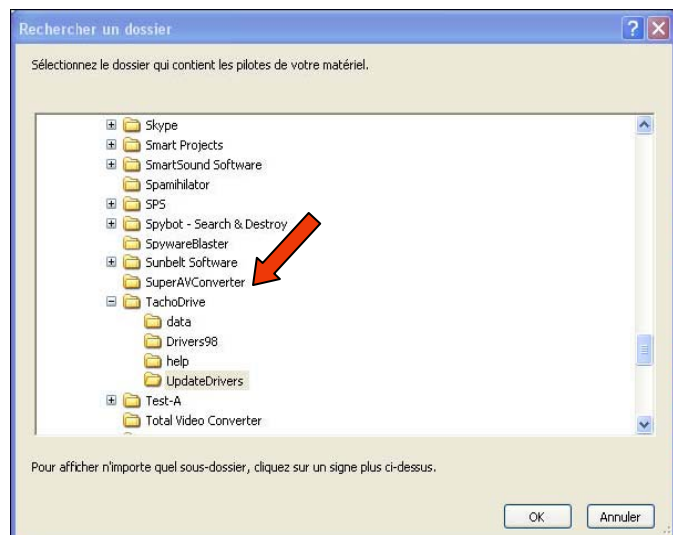 Rechercher un dossier
Sélectionnez le dossier qui contient les pilotes de votre matériel.
Skype
Smart Projects
SmartSound Software
Spamihilator
SPS
Spybot - Search & Destroy
SpywareBlaster
Sunbelt Software
SuperAVConverter
TachoDrive
data
Drivers98
help
UpdateDrivers
Test-A
Total Video Converter
Pour afficher n'importe quel sous-dossier, cliquez sur un signe plus ci-dessus.
OK Annuler